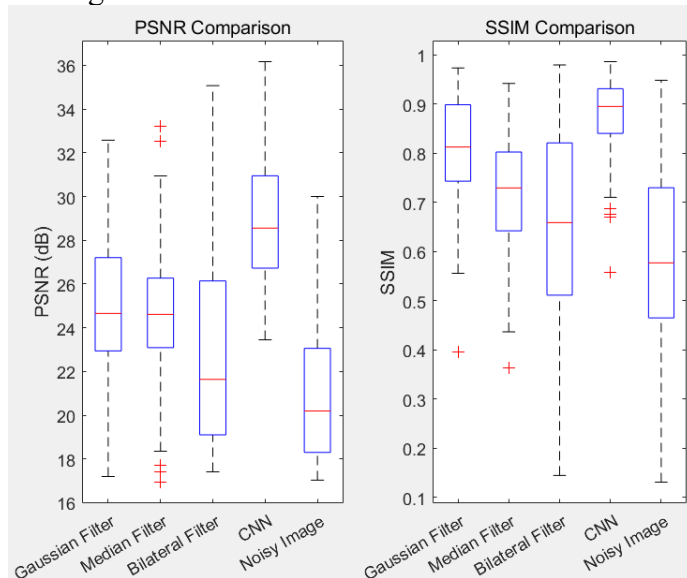 PSNR Comparison
36
34
32
30
28
26
24
22
20
18
16
PSNR (dB)
Gaussian Filter
Median Filter
Bilateral Filter
CNN
Noisy Image
SSIM Comparison
1
0.9
0.8
0.7
0.6
0.5
0.4
0.3
0.2
0.1
SSIM
Gaussian Filter
Median Filter
Bilateral Filter
CNN
Noisy Image